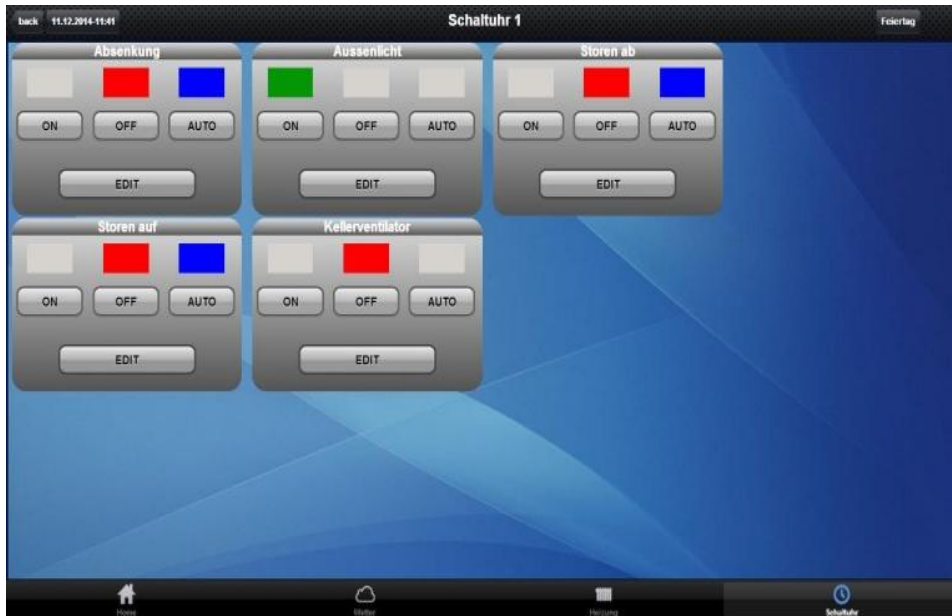 back 11.12.2014-11:41 Schaltuhr 1 Feiertag
Absenkung Aussenlicht Storen ab
ON OFF AUTO ON OFF AUTO ON OFF AUTO
EDIT EDIT EDIT
Storen auf Kellerventilator
ON OFF AUTO ON OFF AUTO
EDIT EDIT
Home Wetter Heizung Schaltuhr